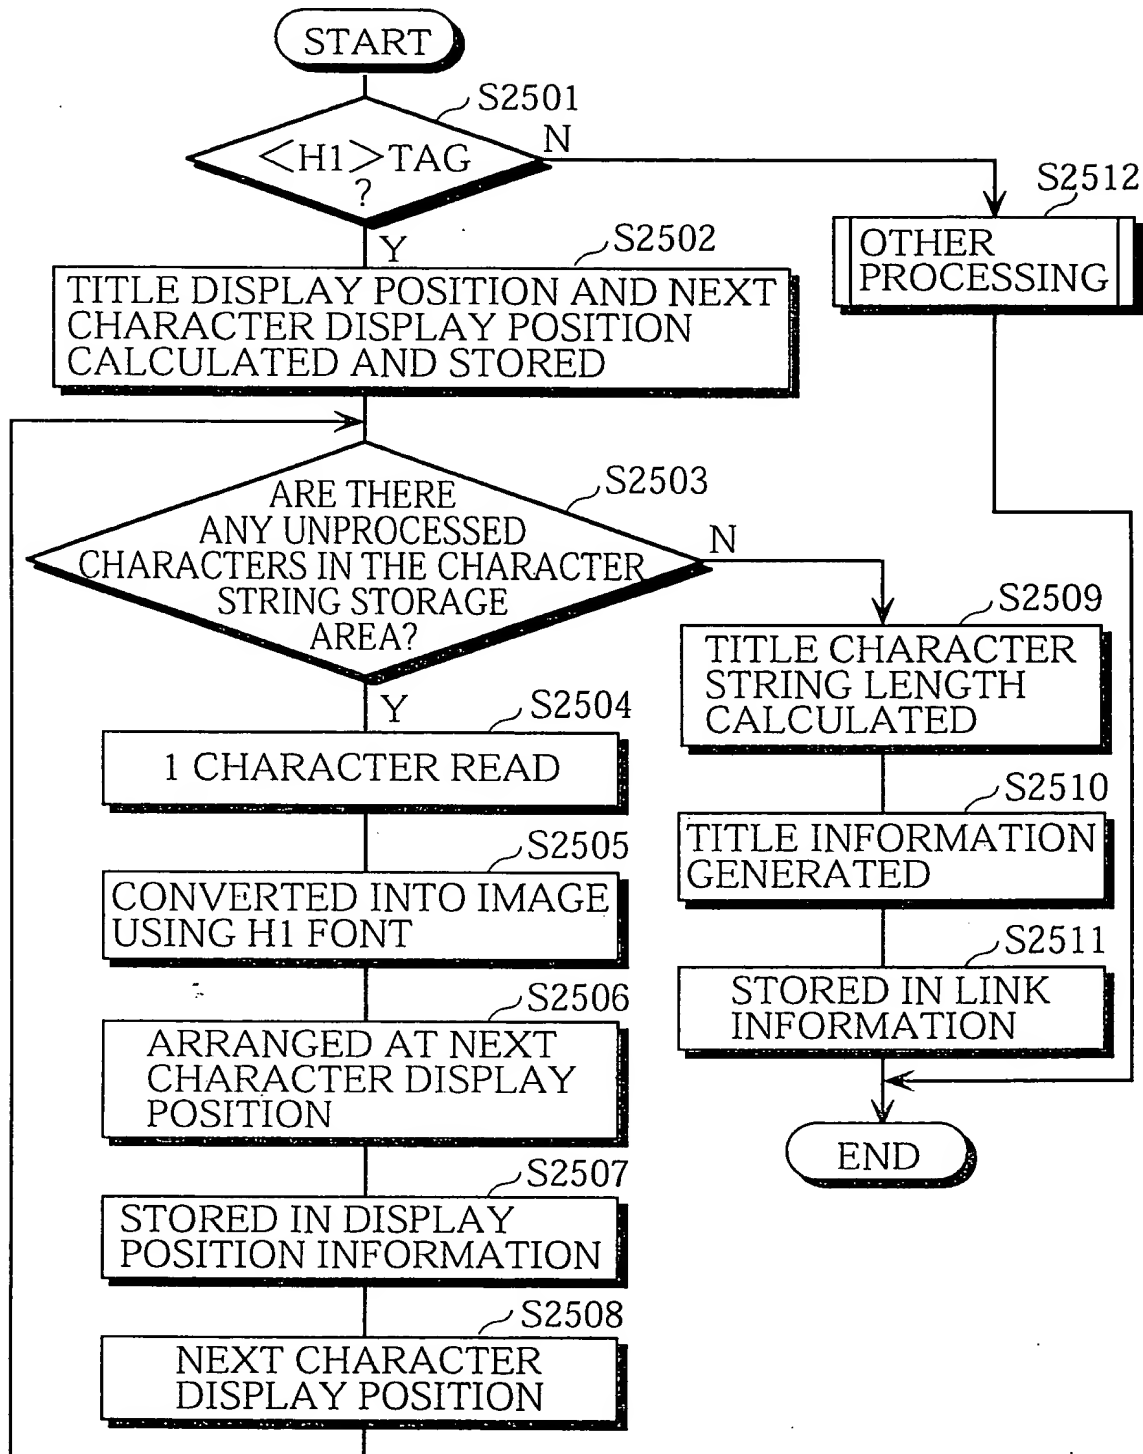 START
S2501
<H1>TAG
?
N
Y
S2512
OTHER
PROCESSING
S2502
TITLE DISPLAY POSITION AND NEXT
CHARACTER DISPLAY POSITION
CALCULATED AND STORED
S2503
ARE THERE
ANY UNPROCESSED
CHARACTERS IN THE CHARACTER
STRING STORAGE
AREA?
N
Y
S2504
1 CHARACTER READ
S2505
CONVERTED INTO IMAGE
USING H1 FONT
S2506
ARRANGED AT NEXT
CHARACTER DISPLAY
POSITION
S2507
STORED IN DISPLAY
POSITION INFORMATION
S2508
NEXT CHARACTER
DISPLAY POSITION
S2509
TITLE CHARACTER
STRING LENGTH
CALCULATED
S2510
TITLE INFORMATION
GENERATED
S2511
STORED IN LINK
INFORMATION
END